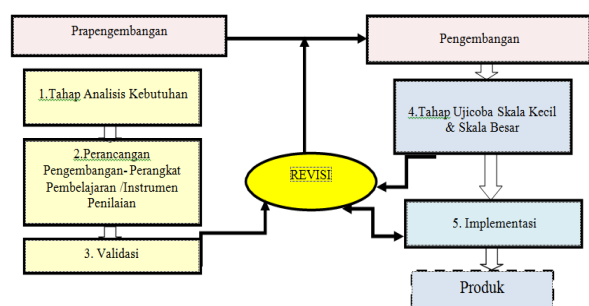 Prapengembangan
1.Tahap Analisis Kebutuhan
2.Perancangan
Pengembangan- Perangkat
Pembelajaran /Instrumen
Penilaian
3. Validasi
REVISI
Pengembangan
4.Tahap Ujicoba Skala Kecil
& Skala Besar
5. Implementasi
Produk